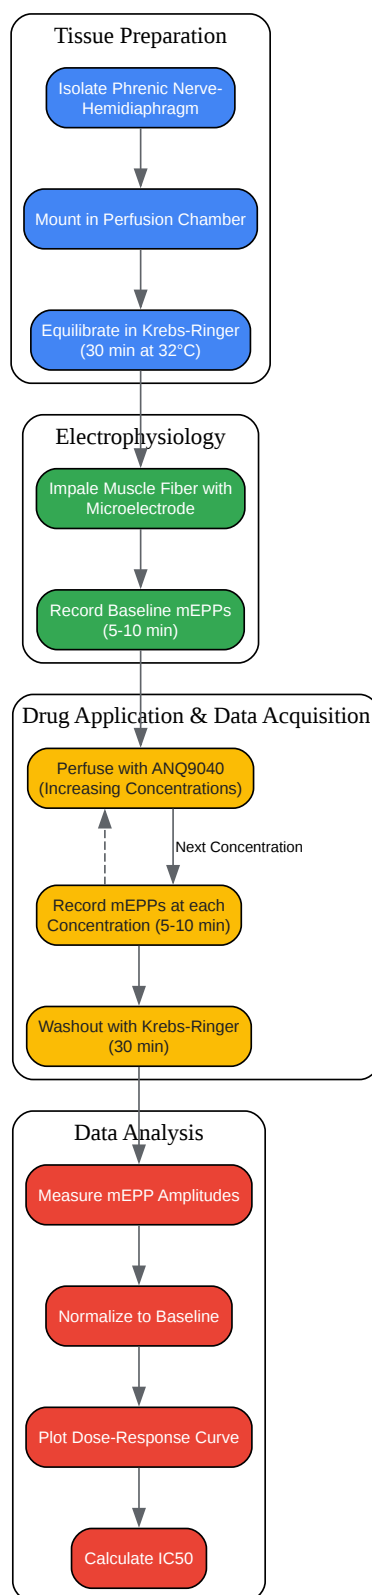 Tissue Preparation
Isolate Phrenic Nerve-
Hemidiaphragm
Mount in Perfusion Chamber
Equilibrate in Krebs-Ringer
(30 min at 32°C)
Electrophysiology
Impale Muscle Fiber with
Microelectrode
Record Baseline mEPPs
(5-10 min)
Drug Application & Data Acquisition
Perfuse with ANQ9040
(Increasing Concentrations)
Next Concentration
Record mEPPs at each
Concentration (5-10 min)
Washout with Krebs-Ringer
(30 min)
Data Analysis
Measure mEPP Amplitudes
Normalize to Baseline
Plot Dose-Response Curve
Calculate IC50